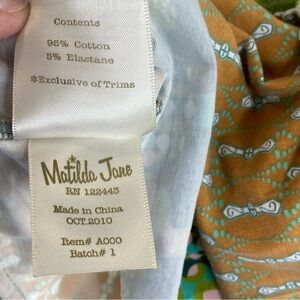 Contents
95% Cotton
5% Elastane
*Exclusive of Trims
Matilda Jane
RN 122443
Made in China
OCT.2010
Item# A000
Batch# 1